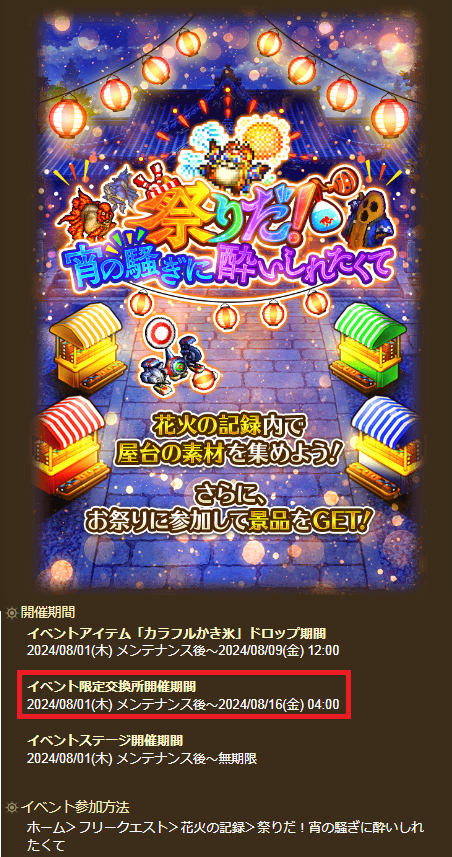 祭りだ!
宵の騒ぎに酔いしれたくて
花火の記録内で
屋台の素材を集めよう!
さらに、
お祭りに参加して景品をGET!
開催期間
イベントアイテム「カラフルかき氷」ドロップ期間
2024/08/01(木) メンテナンス後～2024/08/09(金) 12:00
イベント限定交換所開催期間
2024/08/01(木) メンテナンス後～2024/08/16(金) 04:00
イベントステージ開催期間
2024/08/01(木) メンテナンス後～無期限
イベント参加方法
ホーム＞フリークエスト＞花火の記録＞祭りだ！宵の騒ぎに酔いしれ
たくて